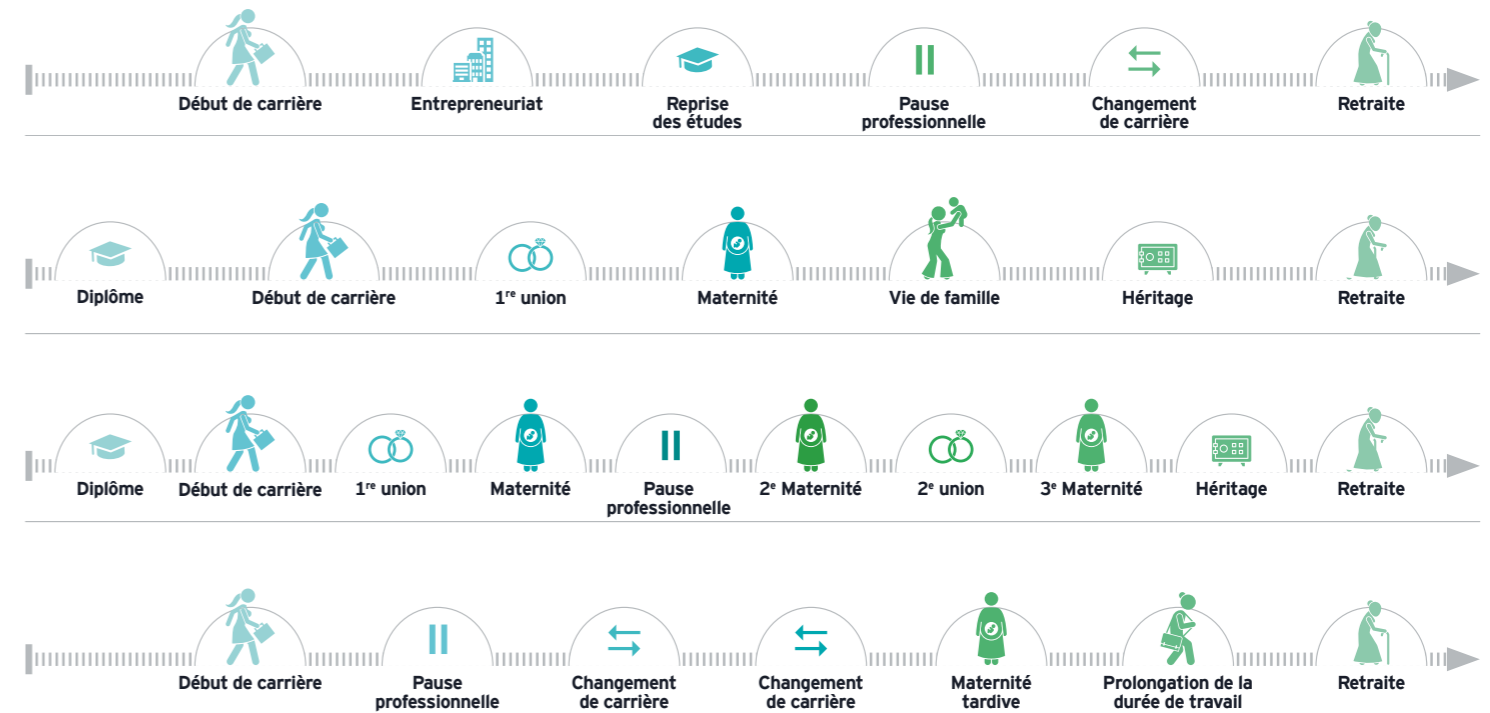 Début de carrière
Entrepreneuriat
Reprise
des études
Pause
professionnelle
Changement
de carrière
Retraite
Diplôme
Début de carrière
1re union
Maternité
Vie de famille
Héritage
Retraite
Diplôme
Début de carrière
1re union
Maternité
Pause
professionnelle
2e Maternité
2e union
3e Maternité
Héritage
Retraite
Début de carrière
Pause
professionnelle
Changement
de carrière
Changement
de carrière
Maternité
tardive
Prolongation de la
durée de travail
Retraite